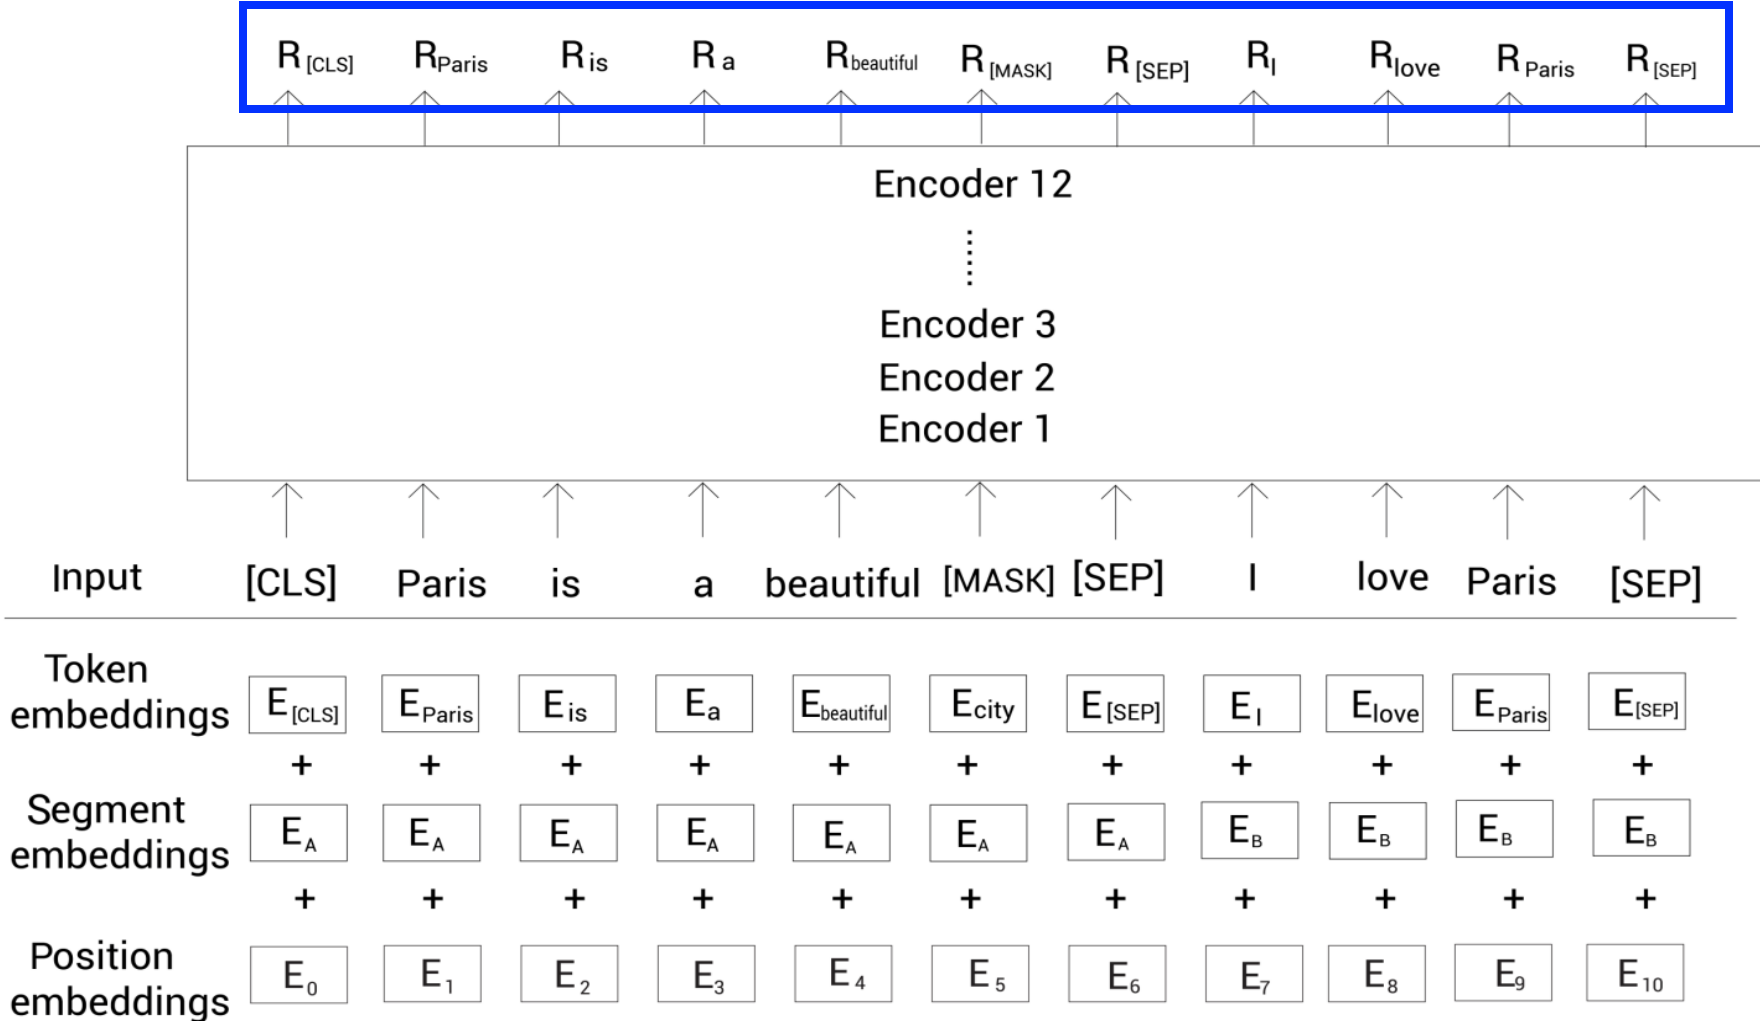 R[CLS] RParis Ris Ra Rbeautiful R[MASK] R[SEP] RI Rlove RParis R[SEP]
Encoder 12
Encoder 3
Encoder 2
Encoder 1
Input [CLS] Paris is a beautiful [MASK] [SEP] I love Paris [SEP]
Token
embeddings E[CLS] EParis Eis Ea Ebeautiful Ecity E[SEP] EI Elove EParis E[SEP]
+ + + + + + + + + + +
Segment
embeddings EA EA EA EA EA EA EA EB EB EB EB
+ + + + + + + + + + +
Position
embeddings E0 E1 E2 E3 E4 E5 E6 E7 E8 E9 E10